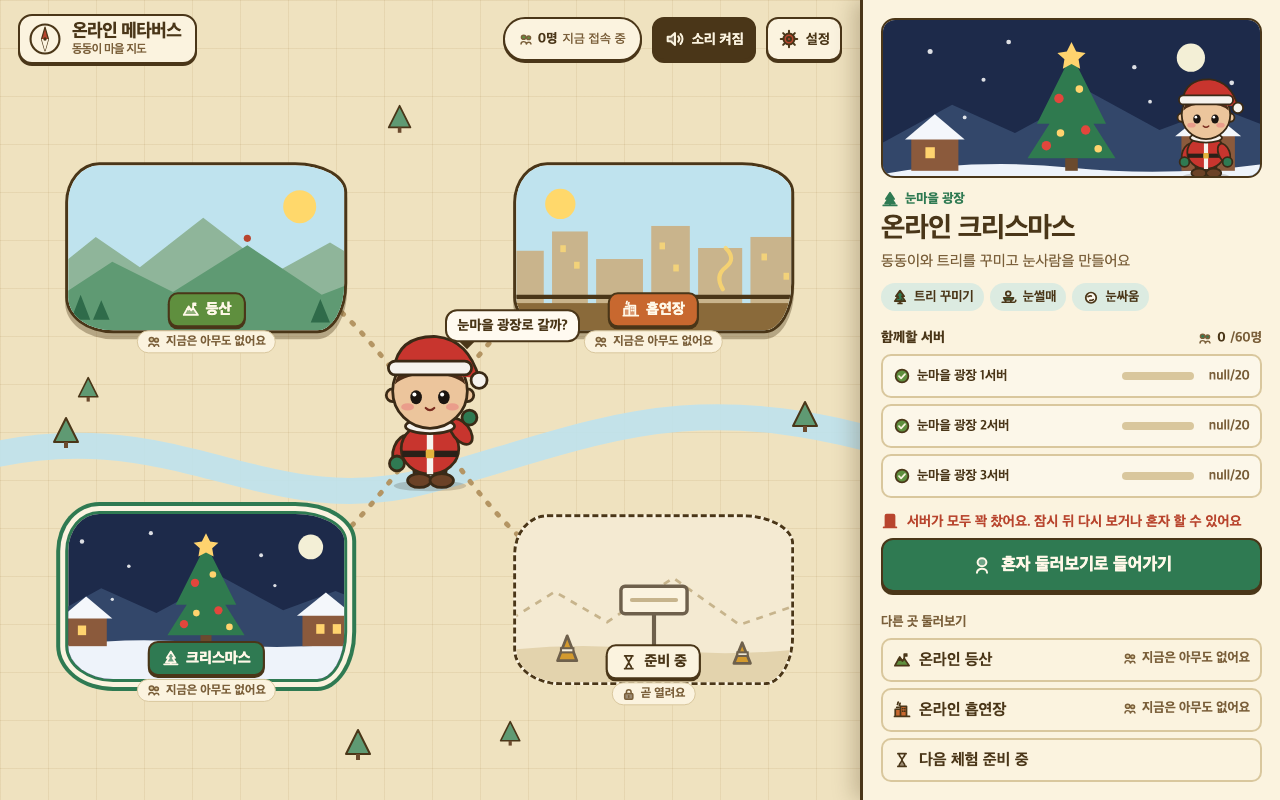 온라인 메타버스
동동이 마을 지도
0명 지금 접속 중
소리 켜짐
설정
등산
지금은 아무도 없어요
흡연장
지금은 아무도 없어요
눈마을 광장로 갈까?
크리스마스
지금은 아무도 없어요
준비 중
곧 열려요
눈마을 광장
온라인 크리스마스
동동이와 트리를 꾸미고 눈사람을 만들어요
트리 꾸미기
눈썰매
눈싸움
함께할 서버
0 /60명
눈마을 광장 1서버
null/20
눈마을 광장 2서버
null/20
눈마을 광장 3서버
null/20
서버가 모두 꽉 찼어요. 잠시 뒤 다시 보거나 혼자 할 수 있어요
혼자 둘러보기로 들어가기
다른 곳 둘러보기
온라인 등산
지금은 아무도 없어요
온라인 흡연장
지금은 아무도 없어요
다음 체험 준비 중